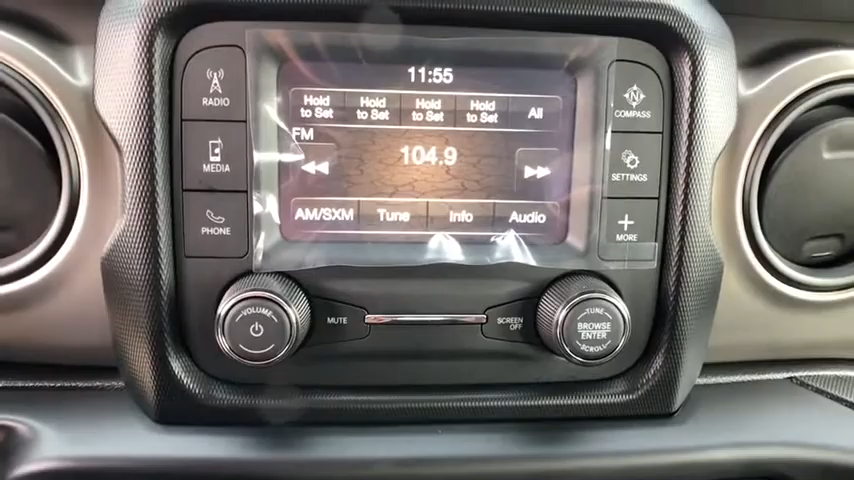 11:55
Hold to Set
Hold to Set
Hold to Set
Hold to Set
All
FM
104.9
AM/SXM
Tune
Info
Audio
RADIO
MEDIA
PHONE
N
COMPASS
SETTINGS
MORE
VOLUME
MUTE
SCREEN OFF
TUNE
BROWSE
ENTER
SCROLL